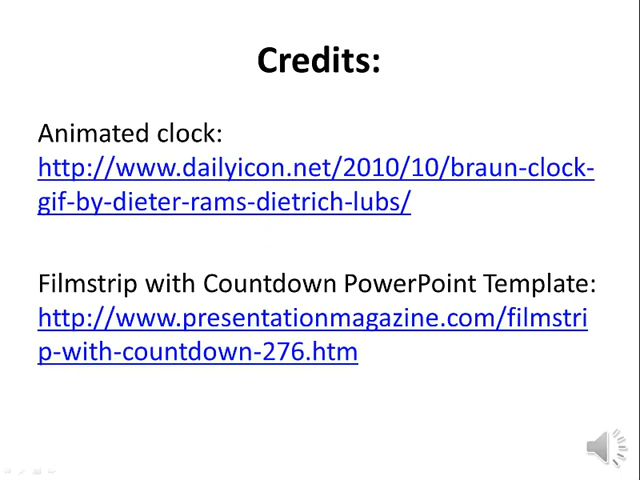 Credits:
Animated clock:
http://www.dailyicon.net/2010/10/braun-clock-
gif-by-dieter-rams-dietrich-lubs/
Filmstrip with Countdown PowerPoint Template:
http://www.presentationmagazine.com/filmstri
p-with-countdown-276.htm